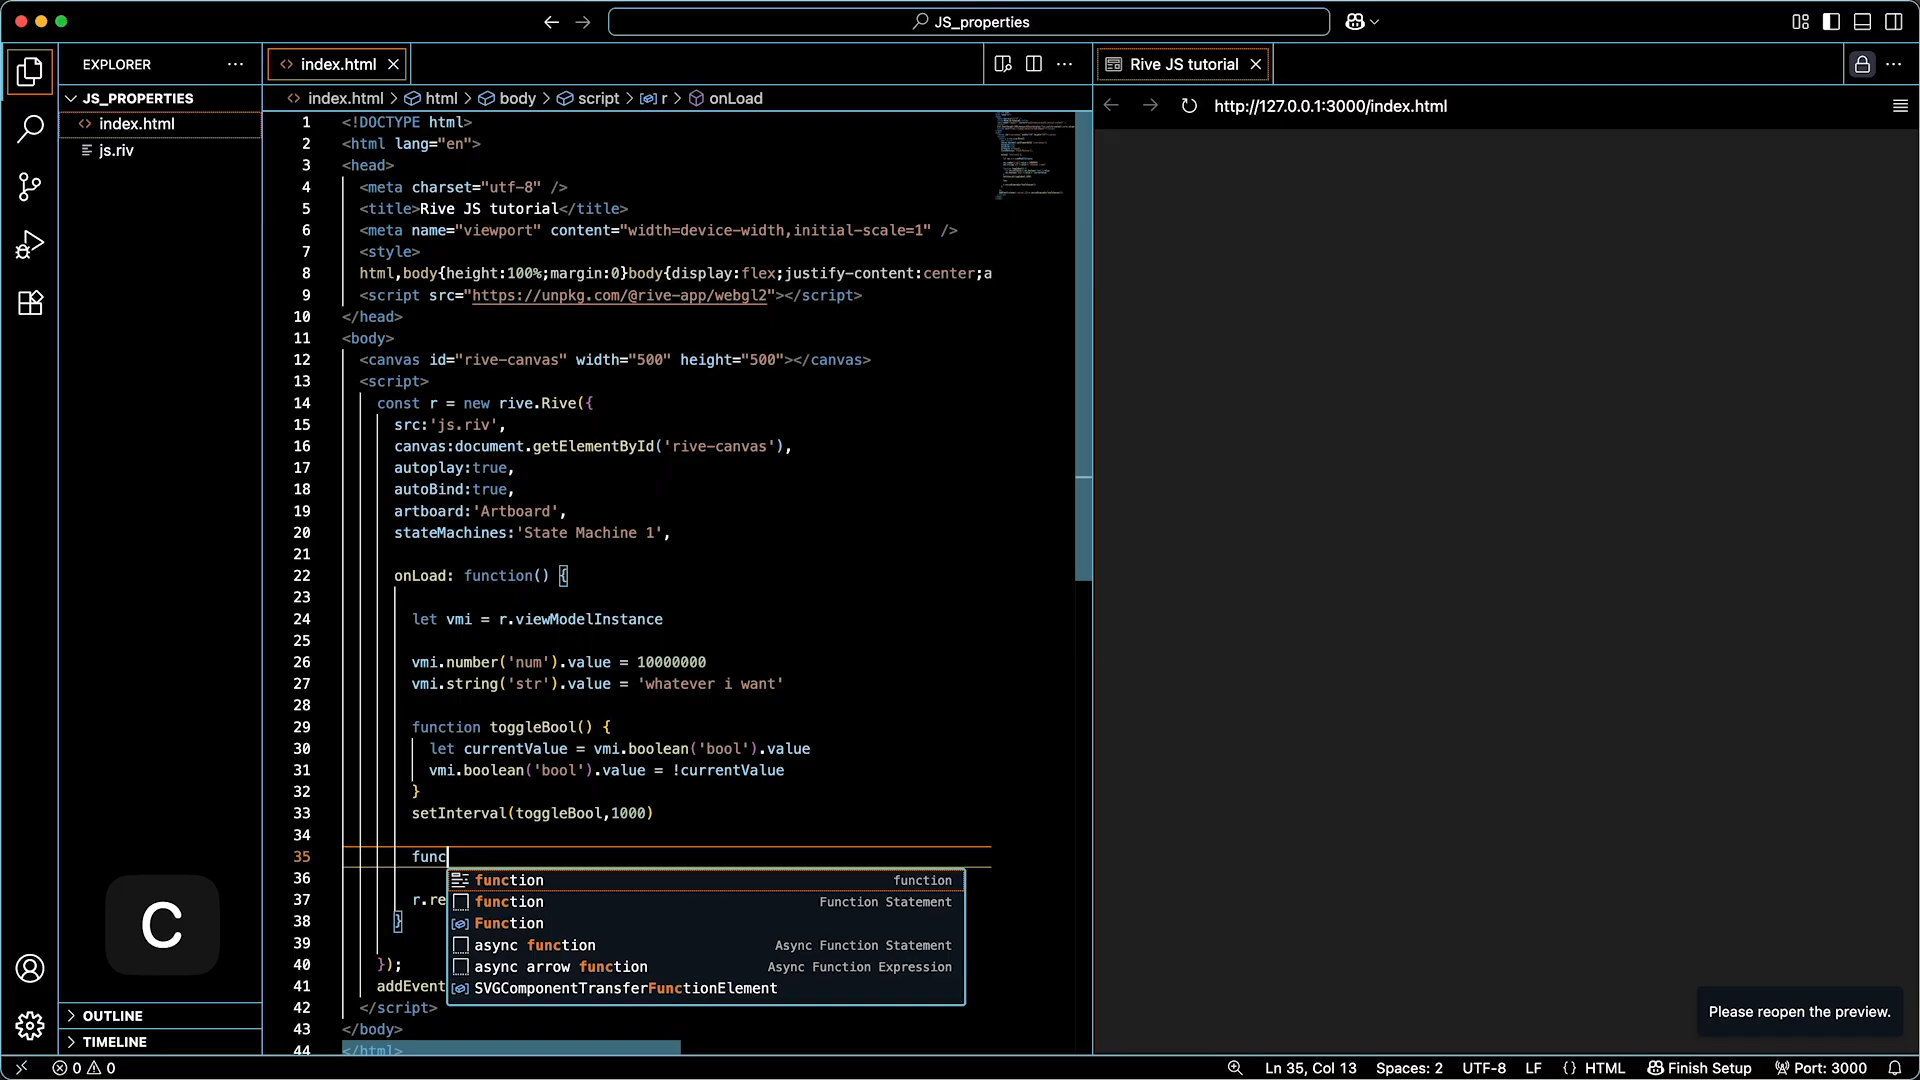 JS_properties
EXPLORER
index.html
Rive JS tutorial
JS_PROPERTIES
index.html
js.riv
index.html > html > body > script > r > onLoad
http://127.0.0.1:3000/index.html
1 <!DOCTYPE html>
2 <html lang="en">
3 <head>
4 <meta charset="utf-8" />
5 <title>Rive JS tutorial</title>
6 <meta name="viewport" content="width=device-width,initial-scale=1" />
7 <style>
8 html,body{height:100%;margin:0}body{display:flex;justify-content:center;a
9 <script src="https://unpkg.com/@rive-app/webgl2"></script>
10 </head>
11 <body>
12 <canvas id="rive-canvas" width="500" height="500"></canvas>
13 <script>
14 const r = new rive.Rive({
15 src:'js.riv',
16 canvas:document.getElementById('rive-canvas'),
17 autoplay:true,
18 autoBind:true,
19 artboard:'Artboard',
20 stateMachines:'State Machine 1',
21
22 onLoad: function() {
23
24 let vmi = r.viewModelInstance
25
26 vmi.number('num').value = 10000000
27 vmi.string('str').value = 'whatever i want'
28
29 function toggleBool() {
30 let currentValue = vmi.boolean('bool').value
31 vmi.boolean('bool').value = !currentValue
32 }
33 setInterval(toggleBool,1000)
34
35 func
36
37 r.re
38 }
39
40 });
41 addEvent
42 </script>
43 </body>
44 </html>
function function
function Function Statement
Function
async function Async Function Statement
async arrow function Async Function Expression
SVGComponentTransferFunctionElement
C
OUTLINE
TIMELINE
Please reopen the preview.
0 0
Ln 35, Col 13
Spaces: 2
UTF-8
LF
{} HTML
Finish Setup
Port: 3000